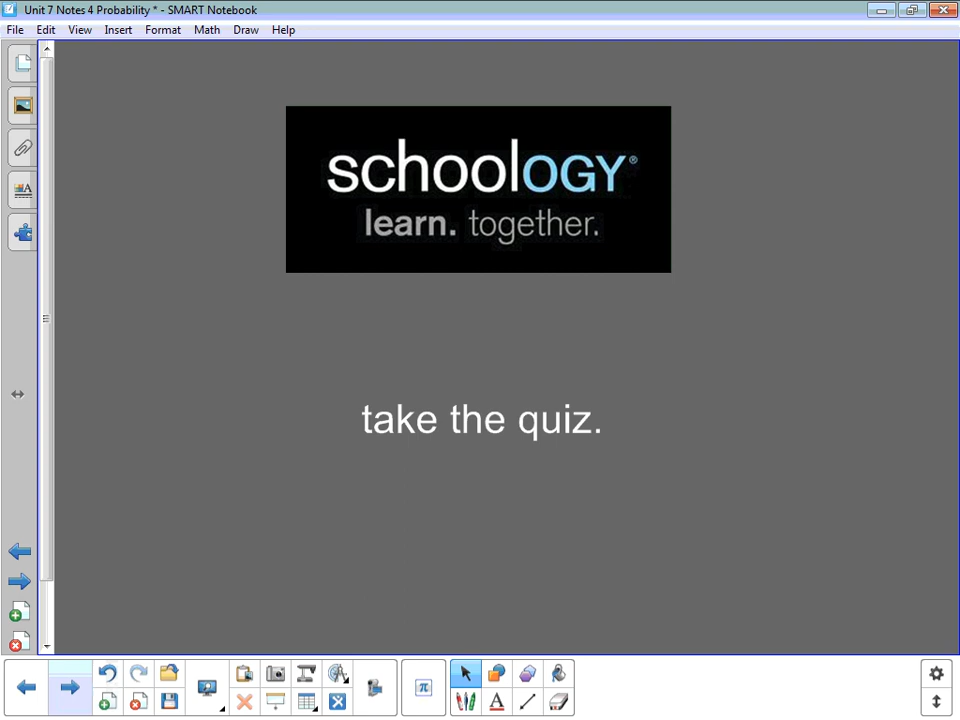 Unit 7 Notes 4 Probability * - SMART Notebook
File Edit View Insert Format Math Draw Help
schoology®
learn. together.
take the quiz.